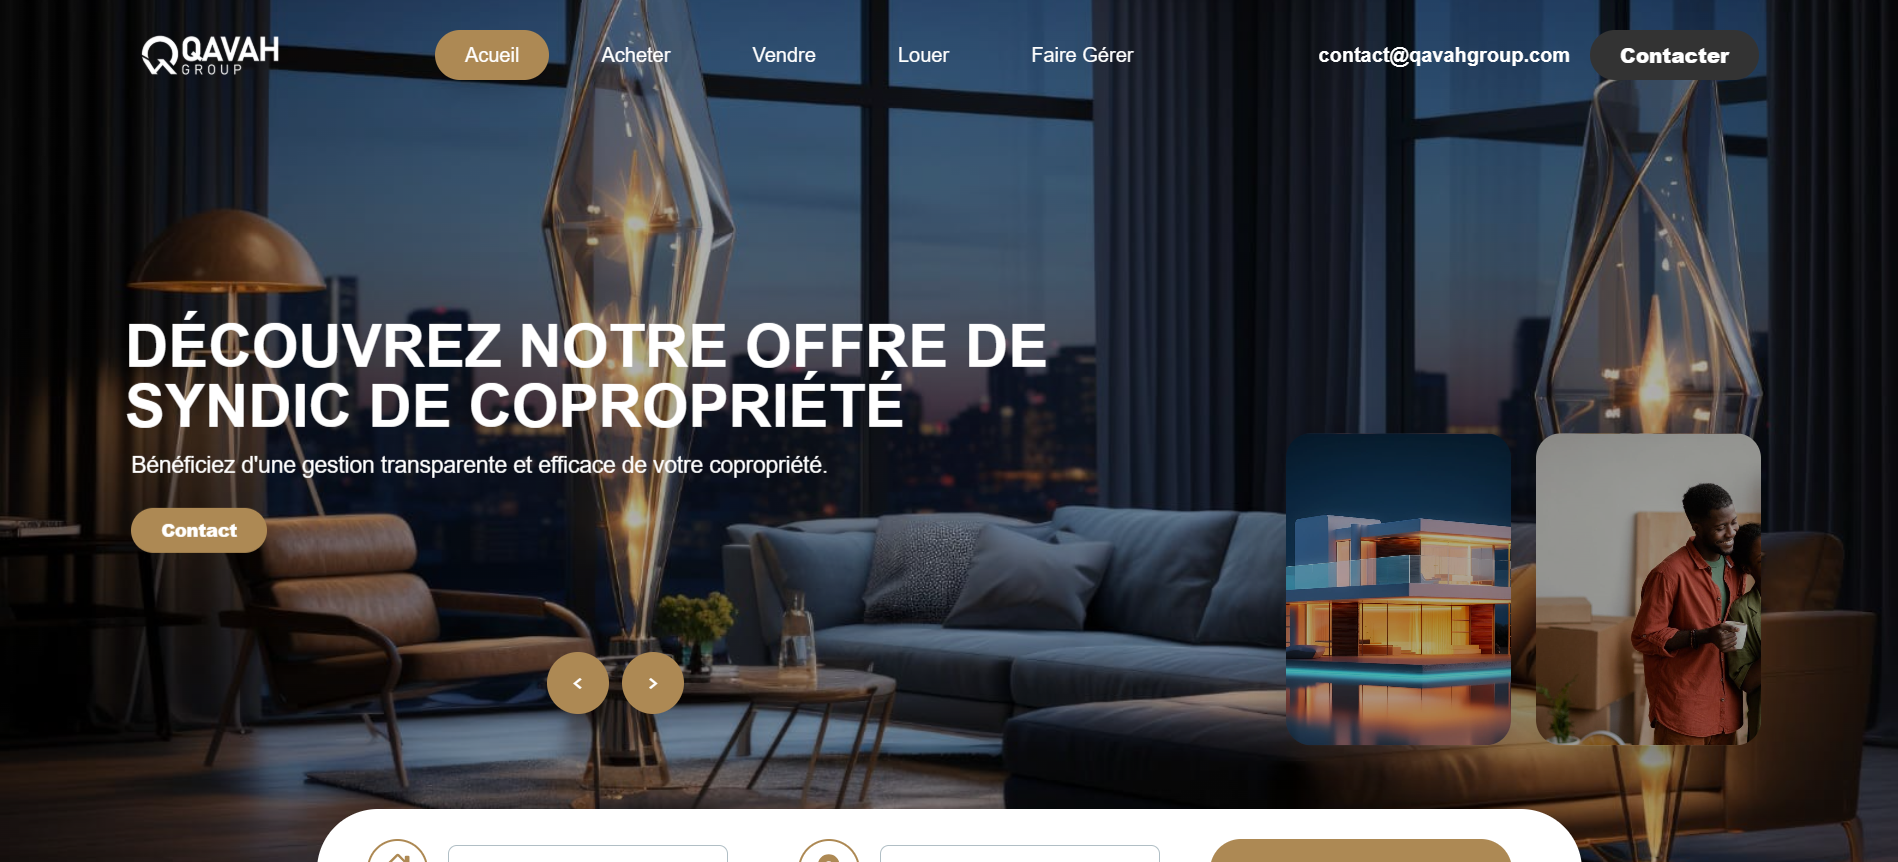 QAVAH
GROUP
Acueil
Acheter
Vendre
Louer
Faire Gérer
contact@qavahgroup.com
Contacter
DÉCOUVREZ NOTRE OFFRE DE
SYNDIC DE COPROPRIÉTÉ
Bénéficiez d'une gestion transparente et efficace de votre copropriété.
Contact
<
>